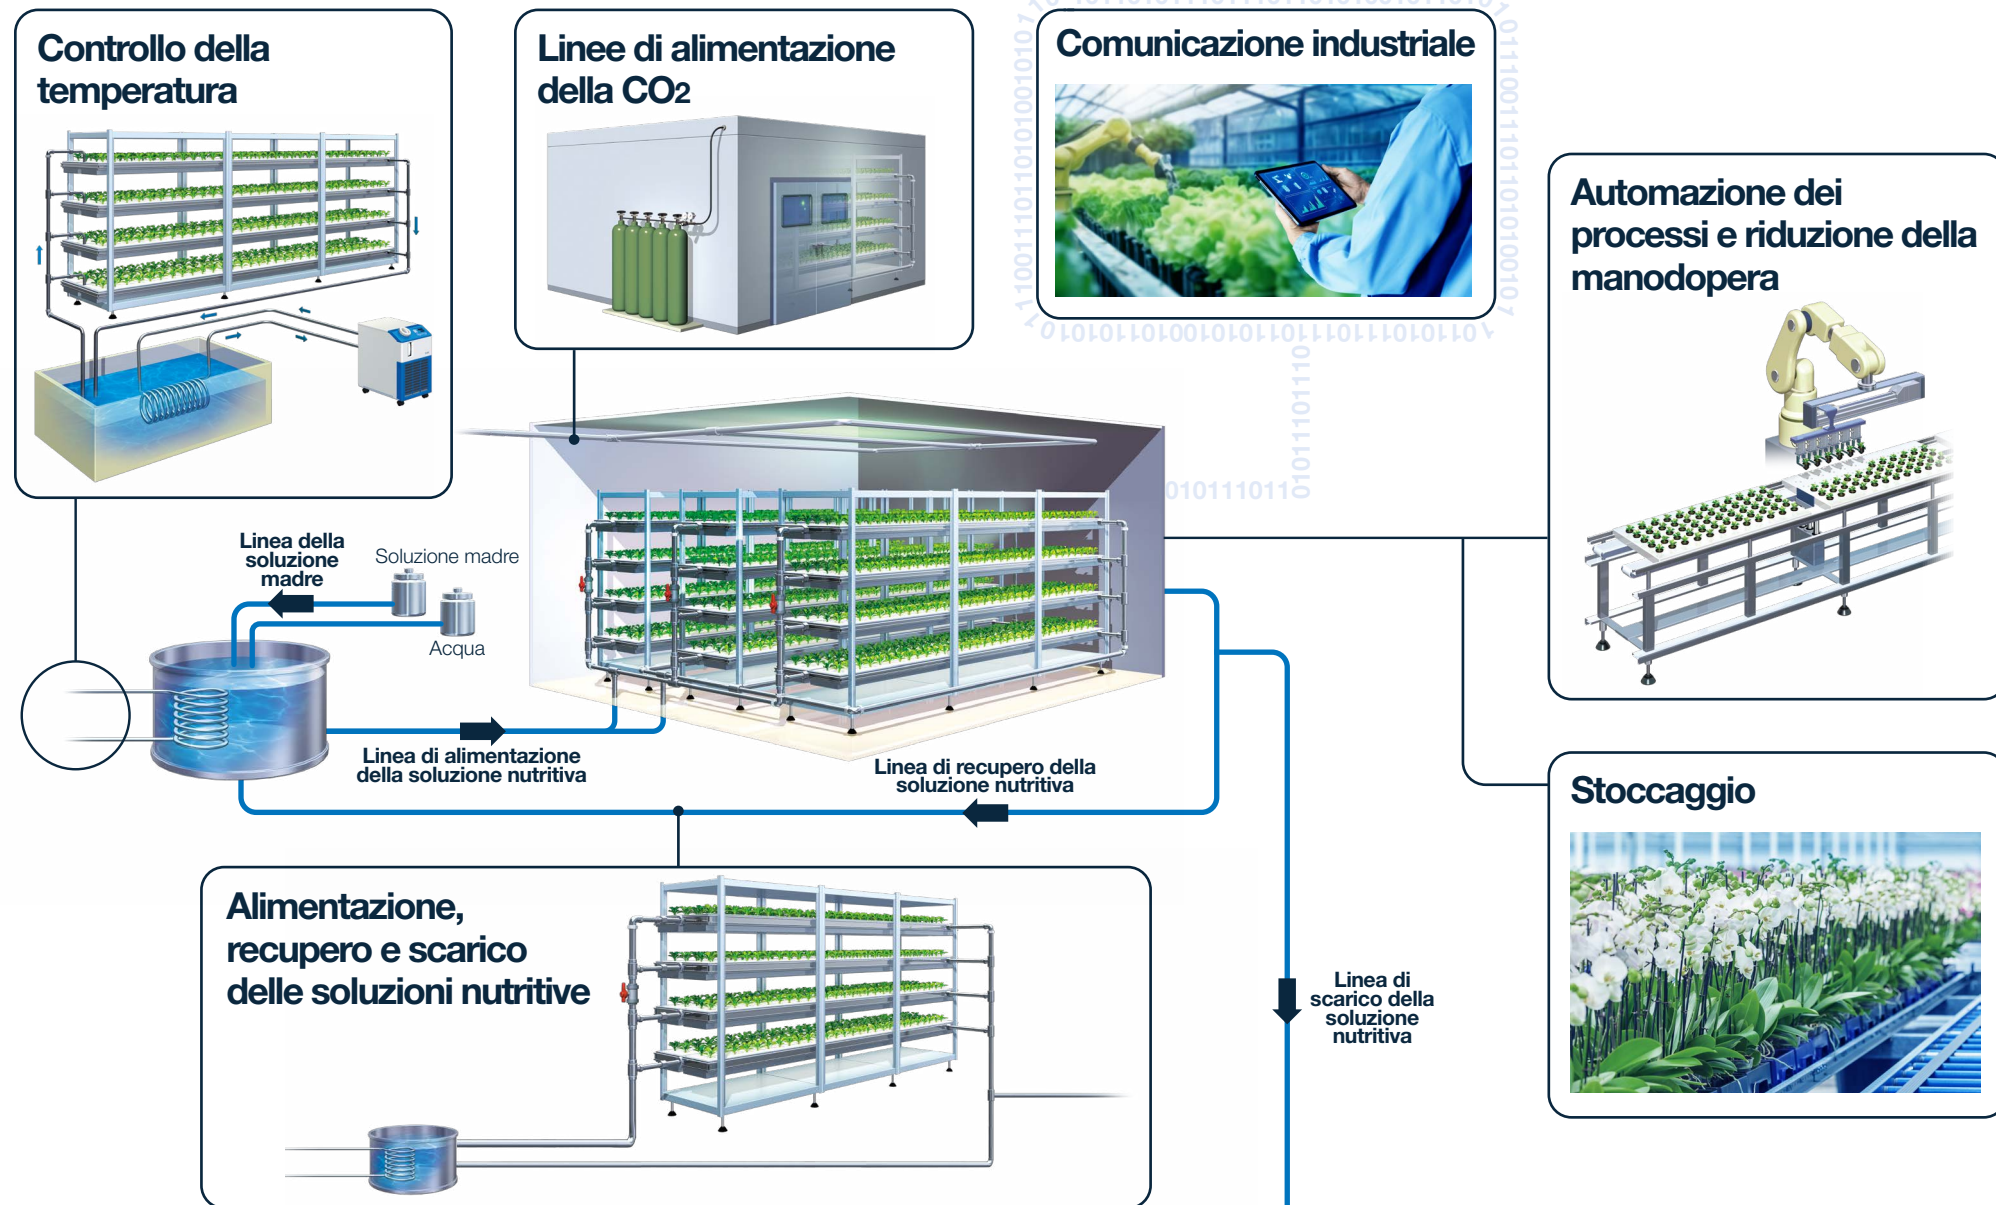 Controllo della
temperatura
Linee di alimentazione
della CO2
Comunicazione industriale
Automazione dei
processi e riduzione della
manodopera
Linea della
soluzione
madre
Soluzione madre
Acqua
Linea di alimentazione
della soluzione nutritiva
Linea di recupero della
soluzione nutritiva
010111011
Stoccaggio
Alimentazione,
recupero e scarico
delle soluzioni nutritive
Linea di
scarico della
soluzione
nutritiva